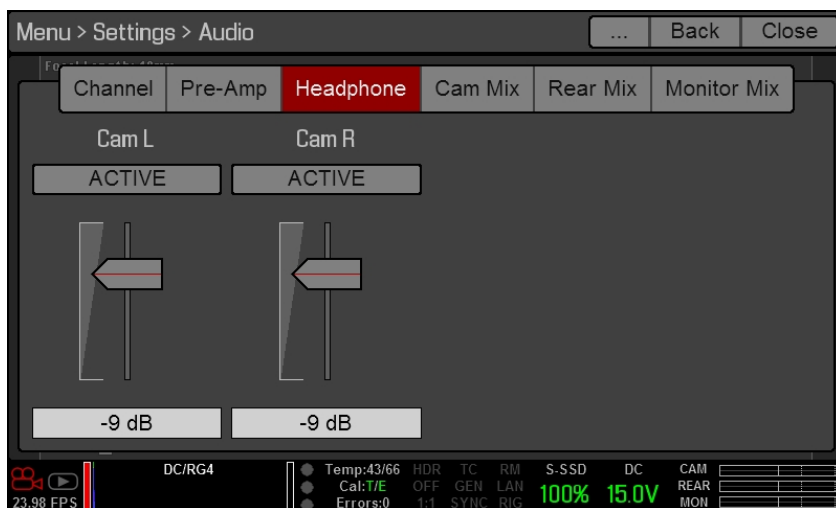 Menu > Settings > Audio ... Back Close
Channel Pre-Amp Headphone Cam Mix Rear Mix Monitor Mix
Cam L Cam R
ACTIVE ACTIVE
-9 dB -9 dB
DC/RG4 Temp:43/66 HDR TC RM S-SSD DC CAM
Cal:T/E OFF GEN LAN 100% 15.0V REAR
23.98 FPS Errors:0 1:1 SYNC RIG MON